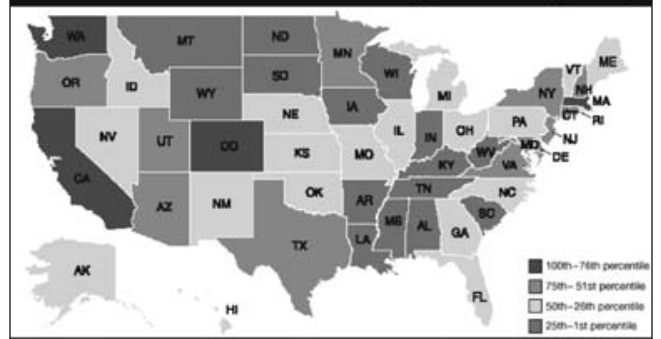 WA
MT
ND
MN
VT
ME
OR
ID
SD
WI
NH
NY
MA
WY
MI
CT
RI
IA
PA
NE
NJ
NV
UT
CO
IL
IN
OH
MD
DE
WV
VA
KS
MO
KY
CA
NC
TN
OK
AZ
NM
AR
SC
MS
AL
GA
TX
LA
AK
HI
FL
100th–76th percentile
75th–51st percentile
50th–26th percentile
25th–1st percentile